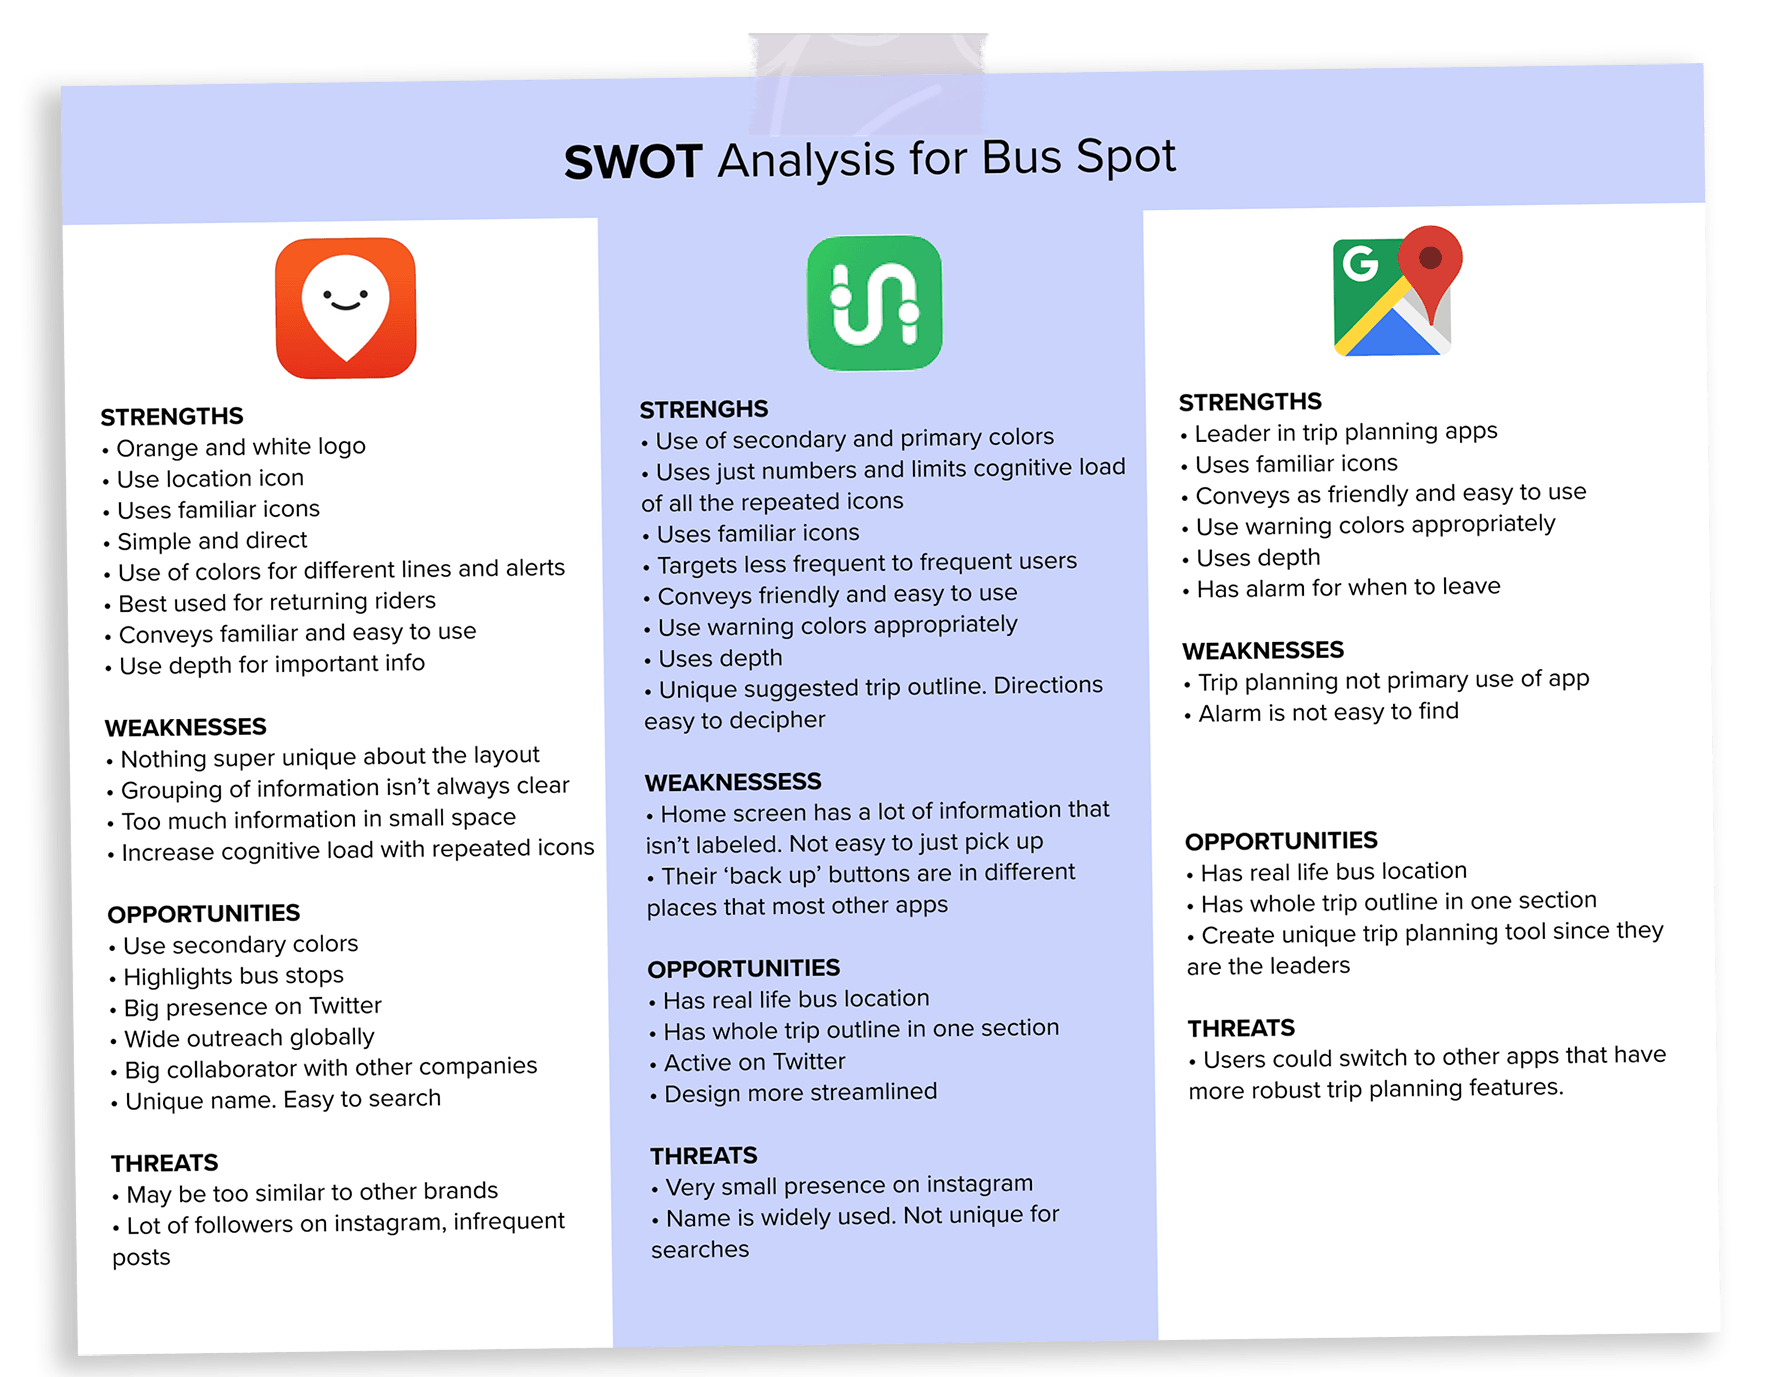 SWOT Analysis for Bus Spot
STRENGTHS
• Orange and white logo
• Use location icon
• Uses familiar icons
• Simple and direct
• Use of colors for different lines and alerts
• Best used for returning riders
• Conveys familiar and easy to use
• Use depth for important info
WEAKNESSES
• Nothing super unique about the layout
• Grouping of information isn’t always clear
• Too much information in small space
• Increase cognitive load with repeated icons
OPPORTUNITIES
• Use secondary colors
• Highlights bus stops
• Big presence on Twitter
• Wide outreach globally
• Big collaborator with other companies
• Unique name. Easy to search
THREATS
• May be too similar to other brands
• Lot of followers on instagram, infrequent
posts
STRENGHS
• Use of secondary and primary colors
• Uses just numbers and limits cognitive load
of all the repeated icons
• Uses familiar icons
• Targets less frequent to frequent users
• Conveys friendly and easy to use
• Use warning colors appropriately
• Uses depth
• Unique suggested trip outline. Directions
easy to decipher
WEAKNESSESS
• Home screen has a lot of information that
isn’t labeled. Not easy to just pick up
• Their ‘back up’ buttons are in different
places that most other apps
OPPORTUNITIES
• Has real life bus location
• Has whole trip outline in one section
• Active on Twitter
• Design more streamlined
THREATS
• Very small presence on instagram
• Name is widely used. Not unique for
searches
G
STRENGTHS
• Leader in trip planning apps
• Uses familiar icons
• Conveys as friendly and easy to use
• Use warning colors appropriately
• Uses depth
• Has alarm for when to leave
WEAKNESSES
• Trip planning not primary use of app
• Alarm is not easy to find
OPPORTUNITIES
• Has real life bus location
• Has whole trip outline in one section
• Create unique trip planning tool since they
are the leaders
THREATS
• Users could switch to other apps that have
more robust trip planning features.